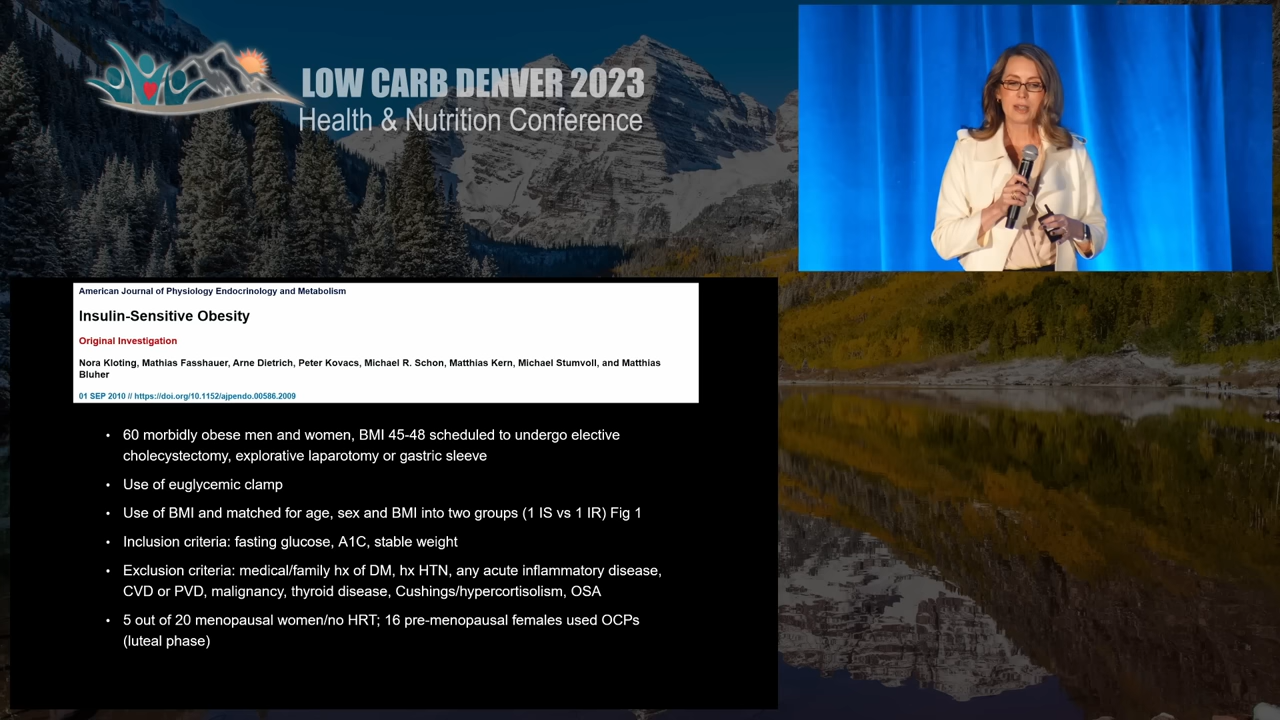 LOW CARB DENVER 2023
Health & Nutrition Conference
American Journal of Physiology Endocrinology and Metabolism
Insulin-Sensitive Obesity
Original Investigation
Nora Kloting, Mathias Fasshauer, Arne Dietrich, Peter Kovacs, Michael R. Schon, Matthias Kern, Michael Stumvoll, and Matthias
Bluher
01 SEP 2010 // https://doi.org/10.1152/ajpendo.00586.2009
• 60 morbidly obese men and women, BMI 45-48 scheduled to undergo elective
cholecystectomy, explorative laparotomy or gastric sleeve
• Use of euglycemic clamp
• Use of BMI and matched for age, sex and BMI into two groups (1 IS vs 1 IR) Fig 1
• Inclusion criteria: fasting glucose, A1C, stable weight
• Exclusion criteria: medical/family hx of DM, hx HTN, any acute inflammatory disease,
CVD or PVD, malignancy, thyroid disease, Cushings/hypercortisolism, OSA
• 5 out of 20 menopausal women/no HRT; 16 pre-menopausal females used OCPs
(luteal phase)